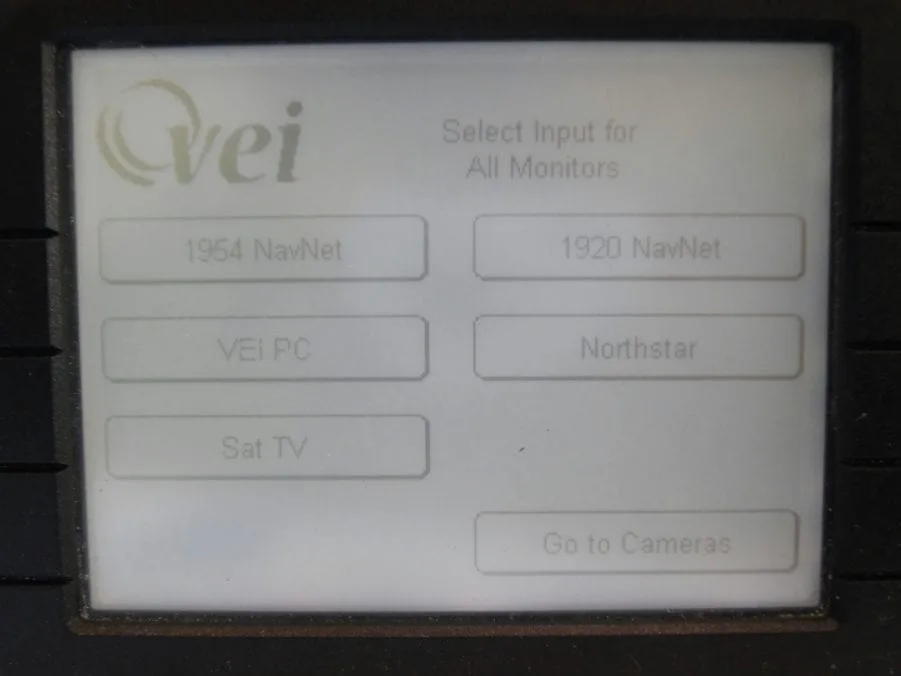 vei
Select Input for
All Monitors
1954 NavNet
1920 NavNet
VEI PC
Northstar
Sat TV
Go to Cameras